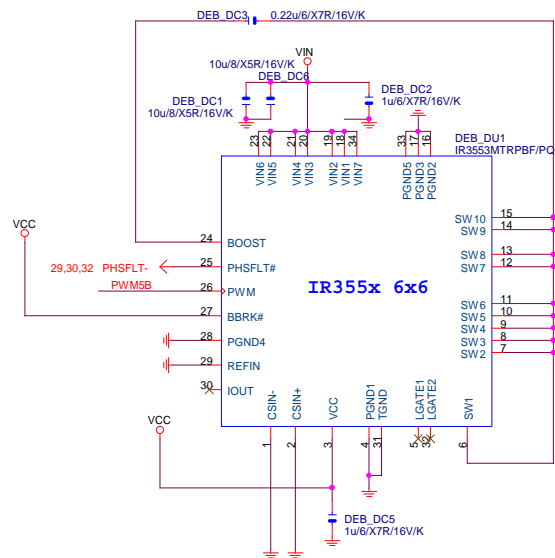 DEB_DC3 0.22u/6/X7R/16V/K
VIN
10u/8/X5R/16V/K
DEB_DC6
DEB_DC1
10u/8/X5R/16V/K
DEB_DC2
1u/6/X7R/16V/K
DEB_DU1
IR3553MTRPBF/PQ
23 22 21 20 19 18 34 33 17 16
VIN6 VIN5 VIN4 VIN3 VIN2 VIN1 VIN7 PGND5 PGND3 PGND2
VCC
24 BOOST
29,30,32 PHSFLT- 25 PHSFLT#
PWM5B 26 PWM
27 BBRK#
28 PGND4
29 REFIN
30 IOUT
IR355x 6x6
SW10 15
SW9 14
SW8 13
SW7 12
SW6 11
SW5 10
SW4 9
SW3 8
SW2 7
CSIN- CSIN+ VCC PGND1 TGND LGATE1 LGATE2 SW1
1 2 3 4 31 5 32 6
VCC
DEB_DC5
1u/6/X7R/16V/K